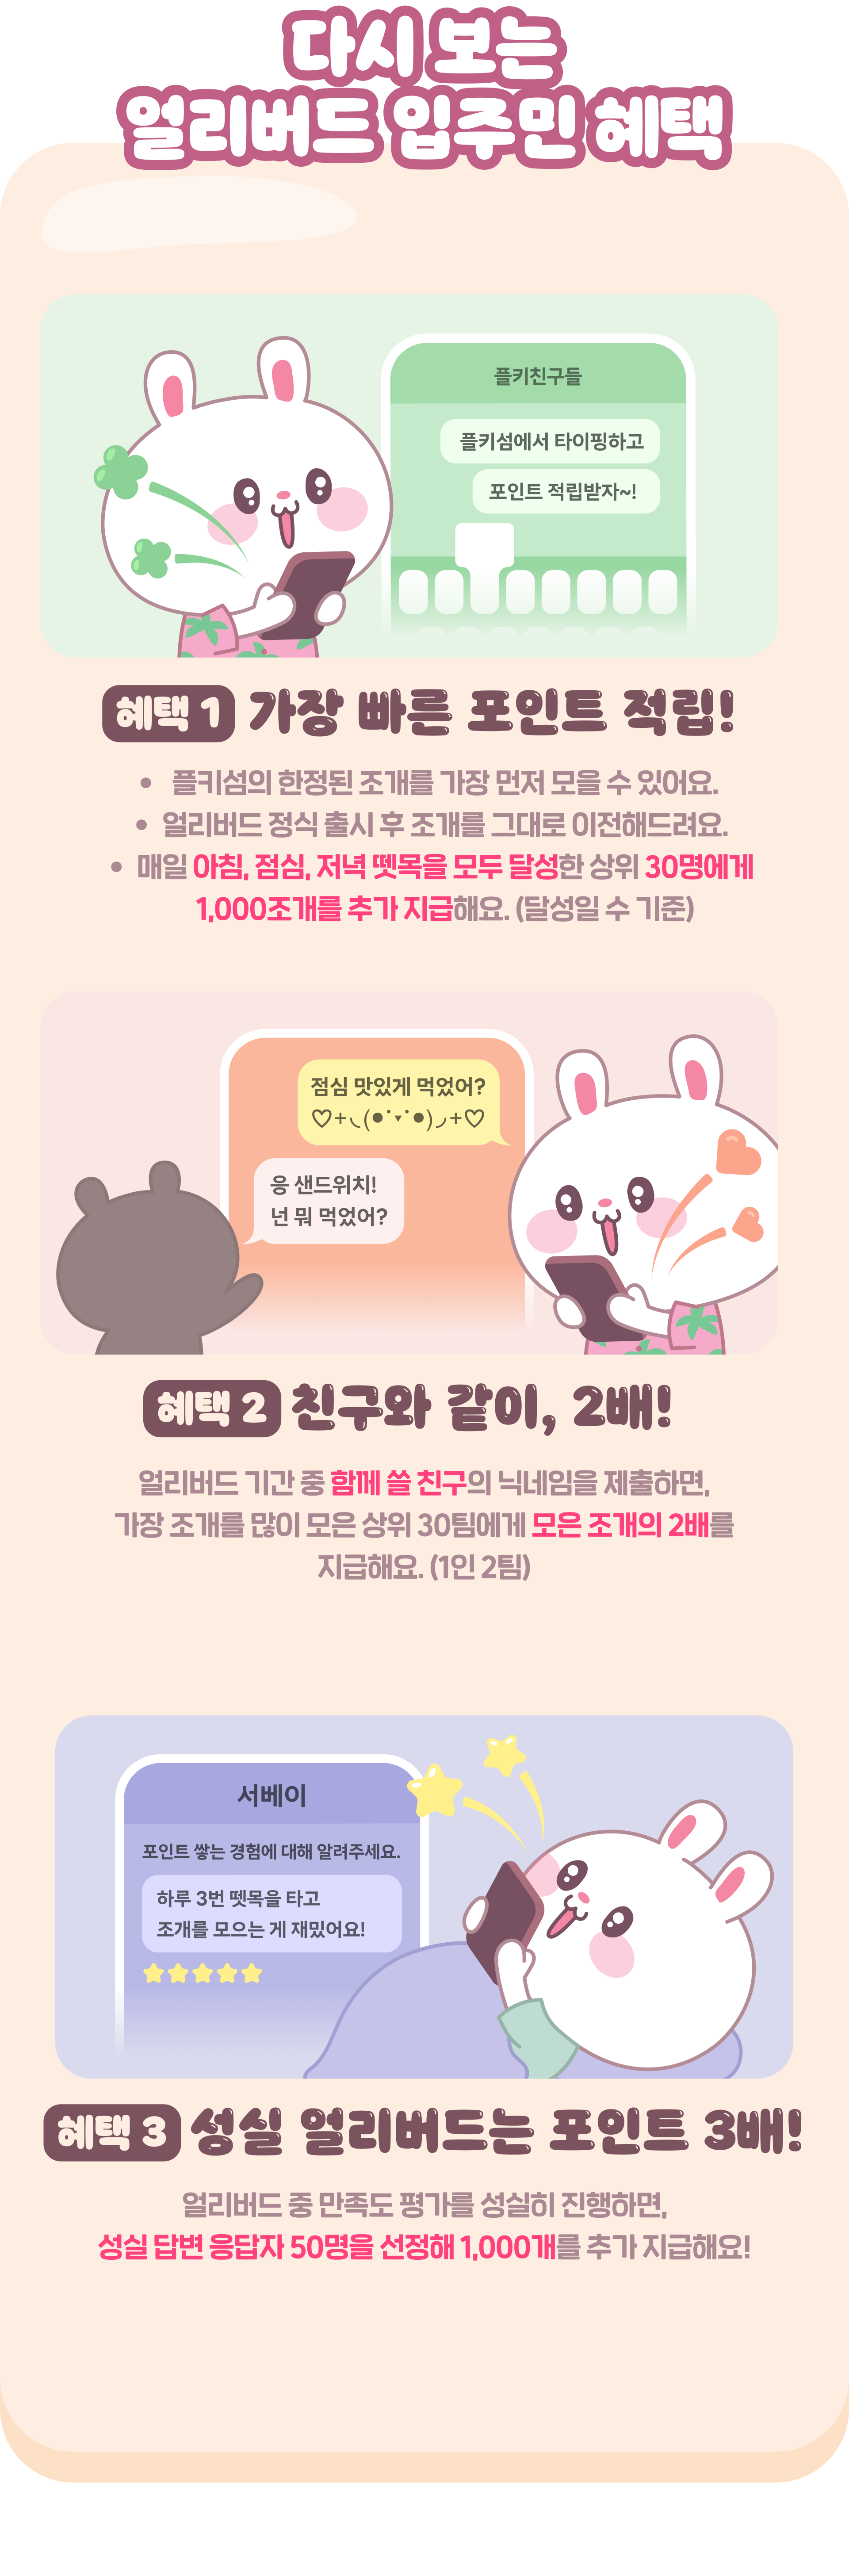 다시 보는
얼리버드 입주민 혜택
플키친구들
플키섬에서 타이핑하고
포인트 적립받자~!
혜택 1 가장 빠른 포인트 적립!
• 플키섬의 한정된 조개를 가장 먼저 모을 수 있어요.
• 얼리버드 정식 출시 후 조개를 그대로 이전해드려요.
• 매일 아침, 점심, 저녁 뗏목을 모두 달성한 상위 30명에게
1,000조개를 추가 지급해요. (달성일 수 기준)
점심 맛있게 먹었어?
♡+◟(●˙▾˙●)◞+♡
응 샌드위치!
넌 뭐 먹었어?
혜택 2 친구와 같이, 2배!
얼리버드 기간 중 함께 쓸 친구의 닉네임을 제출하면,
가장 조개를 많이 모은 상위 30팀에게 모은 조개의 2배를
지급해요. (1인 2팀)
서베이
포인트 쌓는 경험에 대해 알려주세요.
하루 3번 뗏목을 타고
조개를 모으는 게 재밌어요!
혜택 3 성실 얼리버드는 포인트 3배!
얼리버드 중 만족도 평가를 성실히 진행하면,
성실 답변 응답자 50명을 선정해 1,000개를 추가 지급해요!